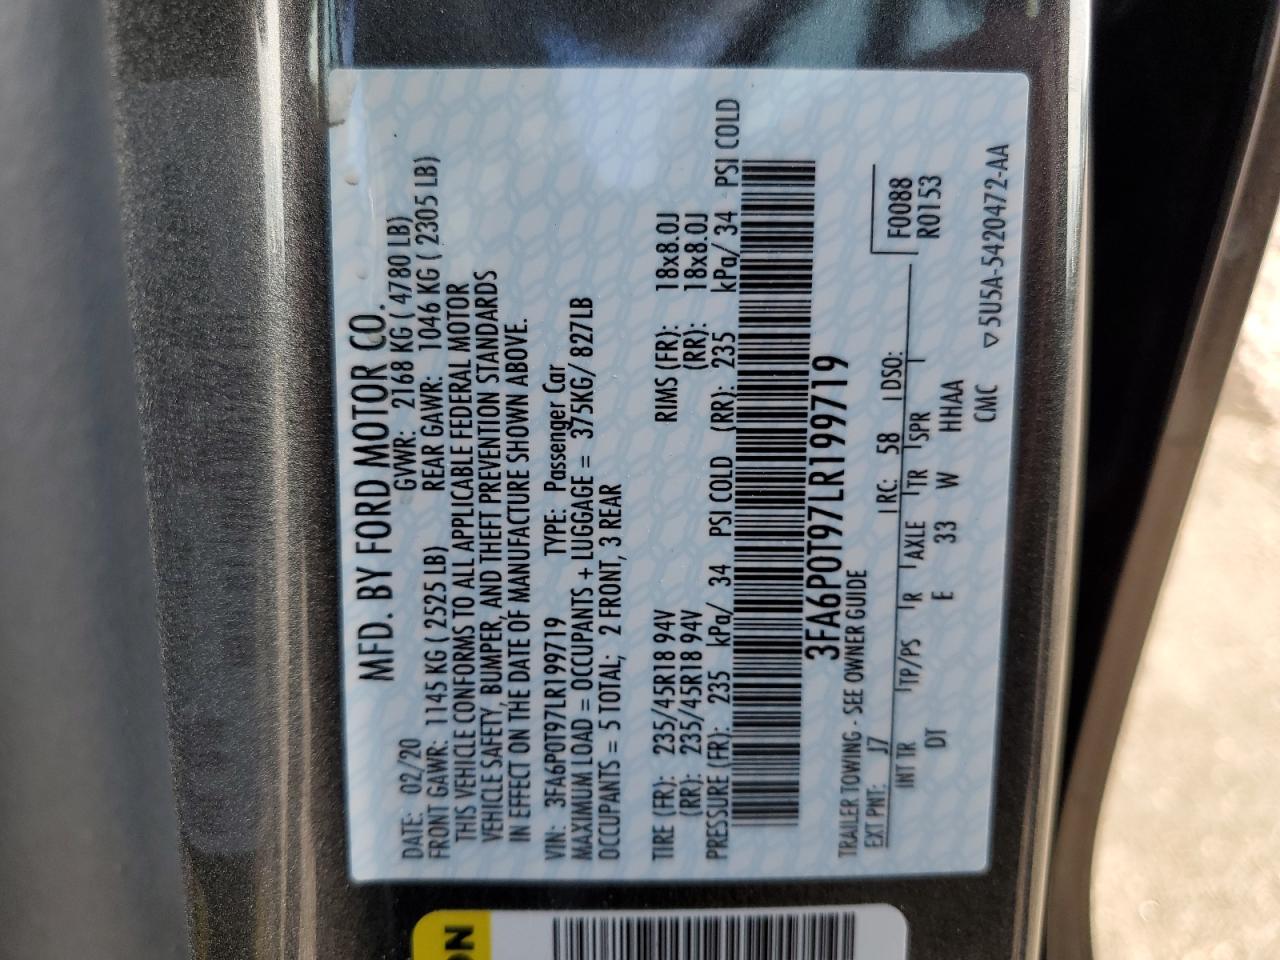 MFD. BY FORD MOTOR CO.
DATE: 02/20 GVWR: 2168 KG ( 4780 LB)
FRONT GAWR: 1145 KG ( 2525 LB) REAR GAWR: 1046 KG ( 2305 LB)
THIS VEHICLE CONFORMS TO ALL APPLICABLE FEDERAL MOTOR
VEHICLE SAFETY, BUMPER, AND THEFT PREVENTION STANDARDS
IN EFFECT ON THE DATE OF MANUFACTURE SHOWN ABOVE.
VIN: 3FA6P0T97LR199719 TYPE: Passenger Car
MAXIMUM LOAD = OCCUPANTS + LUGGAGE = 375KG/ 827LB
OCCUPANTS = 5 TOTAL; 2 FRONT, 3 REAR
TIRE (FR): 235/45R18 94V RIMS (FR): 18x8.0J
(RR): 235/45R18 94V (RR): 18x8.0J
PRESSURE (FR): 235 kPa/ 34 PSI COLD (RR): 235 kPa/ 34 PSI COLD
3FA6P0T97LR199719
TRAILER TOWING - SEE OWNER GUIDE
EXT PNT: J7 RC: 58 DSO: F0088
INT TR TP/PS R AXLE TR SPR R0153
DT E 33 W HHAA
CMC ▽ 5U5A-5420472-AA
ON